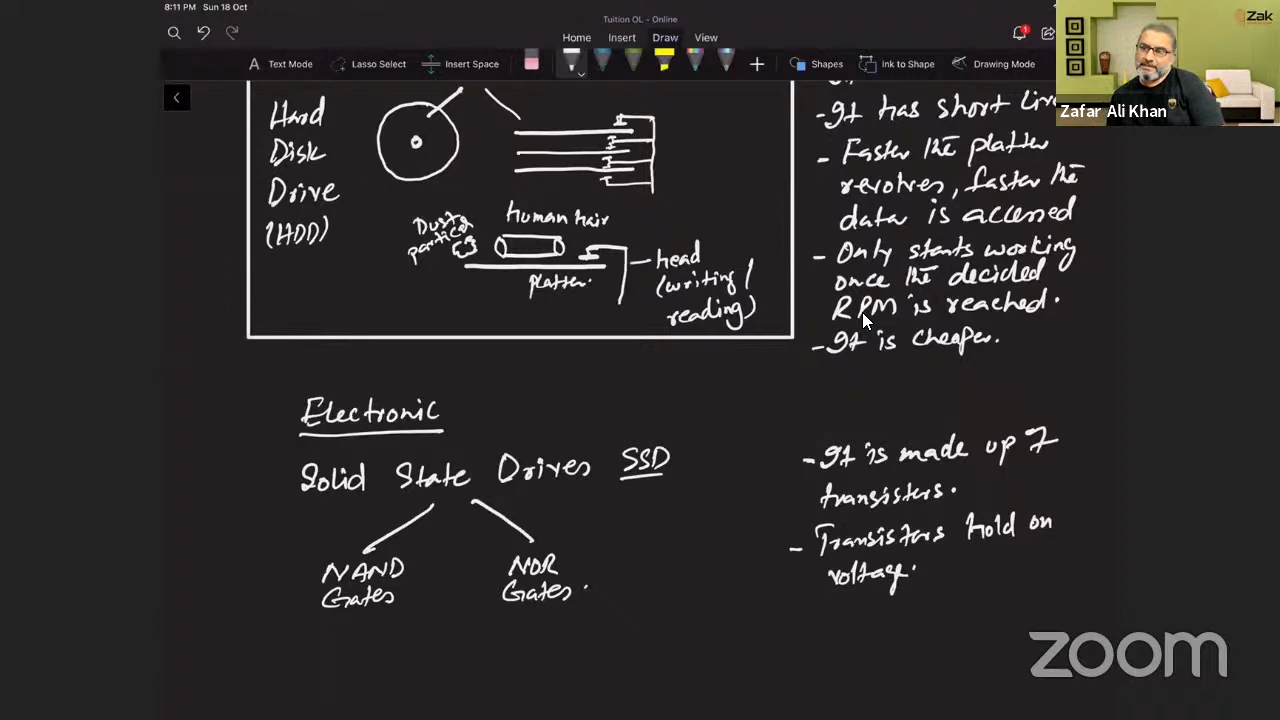 8:11 PM Sun 18 Oct
Tuition OL - Online
Home Insert Draw View
1
Text Mode Lasso Select Insert Space Shapes Ink to Shape Drawing Mode
Zak
Zafar Ali Khan
Hard
Disk
Drive
(HDD)
Dust
particle
Human hair
platter.
head
(writing/
reading)
- It has short
- Faster the platter
revolves, faster the
data is accessed
- Only starts working
once the decided
RPM is reached.
- It is cheaper.
Electronic
Solid State Drives SSD
NAND
Gates
NOR
Gates.
- It is made up of
transisters.
- Transistors hold on
voltage.
zoom